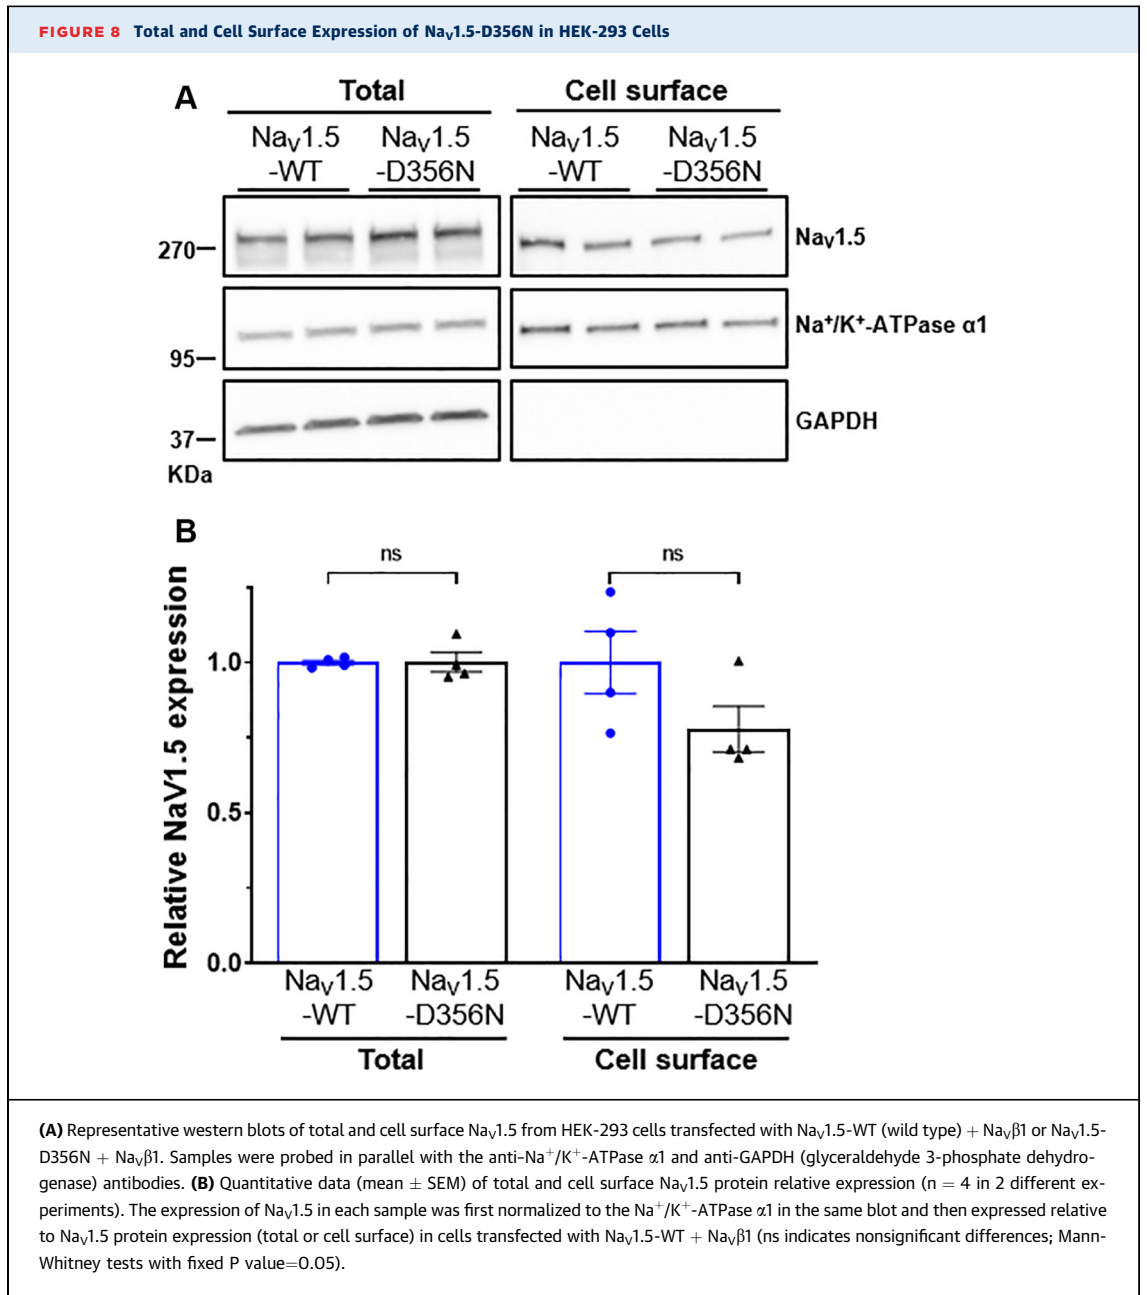 FIGURE 8 Total and Cell Surface Expression of NaV1.5-D356N in HEK-293 Cells
A
Total
Cell surface
NaV1.5
-WT
NaV1.5
-D356N
NaV1.5
-WT
NaV1.5
-D356N
270
NaV1.5
95
Na+/K+-ATPase α1
37
GAPDH
KDa
B
ns
ns
Relative NaV1.5 expression
1.0
0.5
0.0
NaV1.5
-WT
NaV1.5
-D356N
NaV1.5
-WT
NaV1.5
-D356N
Total
Cell surface
(A) Representative western blots of total and cell surface NaV1.5 from HEK-293 cells transfected with NaV1.5-WT (wild type) + NaVβ1 or NaV1.5-
D356N + NaVβ1. Samples were probed in parallel with the anti–Na+/K+-ATPase α1 and anti-GAPDH (glyceraldehyde 3-phosphate dehydro-
genase) antibodies. (B) Quantitative data (mean ± SEM) of total and cell surface NaV1.5 protein relative expression (n = 4 in 2 different ex-
periments). The expression of NaV1.5 in each sample was first normalized to the Na+/K+-ATPase α1 in the same blot and then expressed relative
to NaV1.5 protein expression (total or cell surface) in cells transfected with NaV1.5-WT + NaVβ1 (ns indicates nonsignificant differences; Mann-
Whitney tests with fixed P value=0.05).